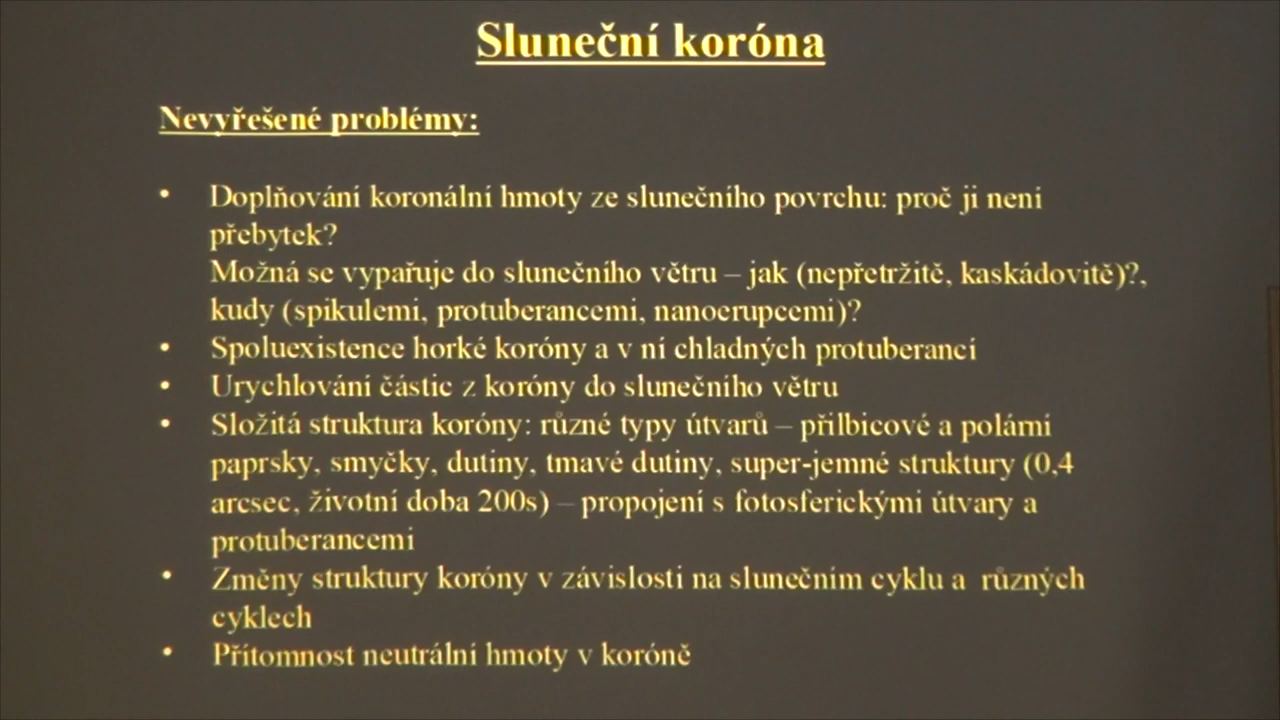 Sluneční koróna
Nevyřešené problémy:
• Doplňování koronální hmoty ze slunečního povrchu: proč jí není
přebytek?
Možná se vypařuje do slunečního větru – jak (nepřetržitě, kaskádovitě)?,
kudy (spikulemi, protuberancemi, nanoerupcemi)?
• Spoluexistence horké koróny a v ní chladných protuberancí
• Urychlování částic z koróny do slunečního větru
• Složitá struktura koróny: různé typy útvarů – přilbicové a polární
paprsky, smyčky, dutiny, tmavé dutiny, super-jemné struktury (0,4
arcsec, životní doba 200s) – propojení s fotosferickými útvary a
protuberancemi
• Změny struktury koróny v závislosti na slunečním cyklu a různých
cyklech
• Přítomnost neutrální hmoty v koróně